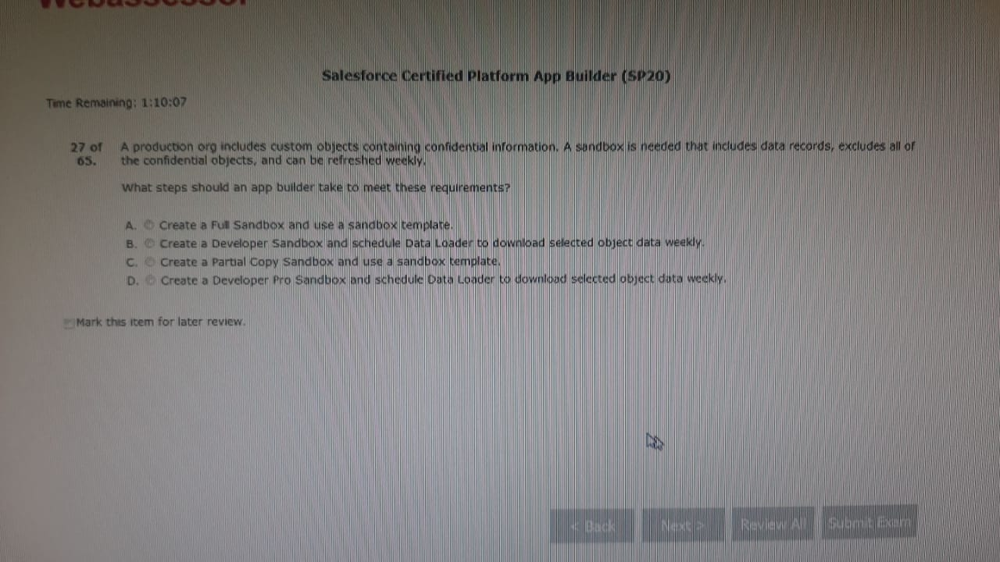 Webassessor
Salesforce Certified Platform App Builder (SP20)
Time Remaining: 1:10:07
27 of A production org includes custom objects containing confidential information. A sandbox is needed that includes data records, excludes all of
65. the confidential objects, and can be refreshed weekly.
What steps should an app builder take to meet these requirements?
A. Create a Full Sandbox and use a sandbox template.
B. Create a Developer Sandbox and schedule Data Loader to download selected object data weekly.
C. Create a Partial Copy Sandbox and use a sandbox template.
D. Create a Developer Pro Sandbox and schedule Data Loader to download selected object data weekly.
Mark this item for later review.
< Back Next > Review All Submit Exam